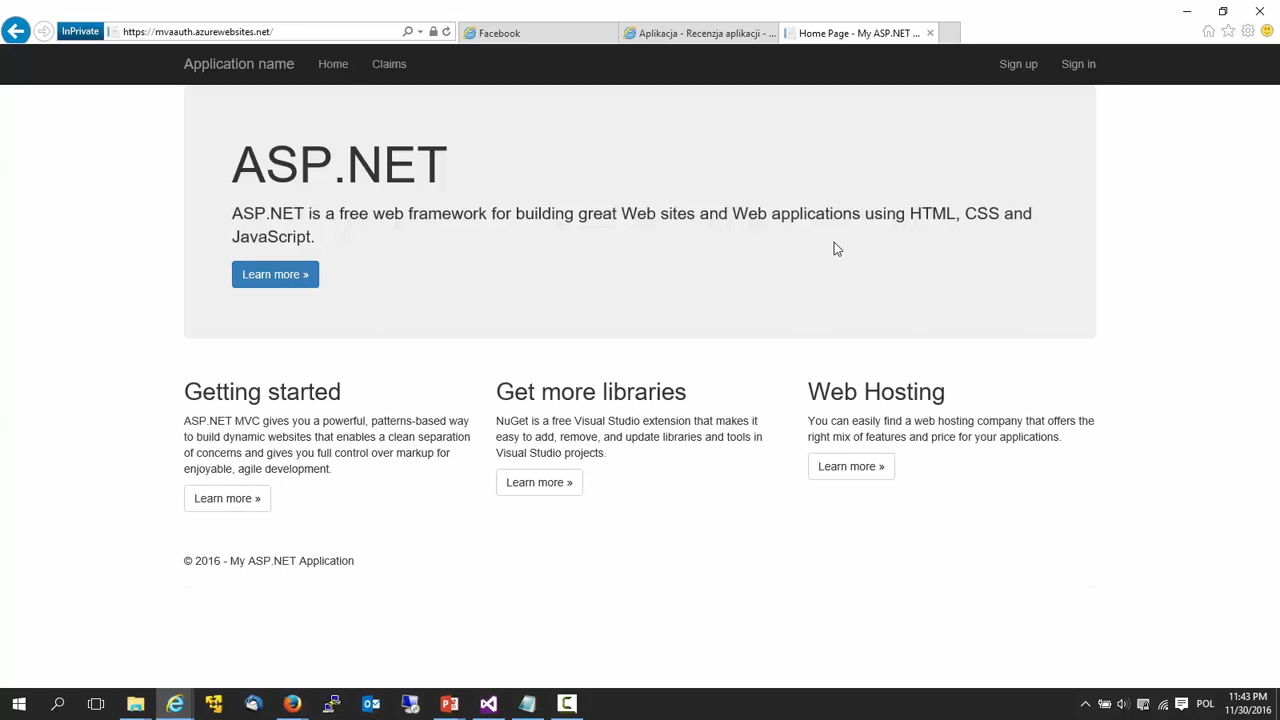 InPrivate
https://mvaauth.azurewebsites.net/
Facebook
Aplikacja - Recenzja aplikacji - ...
Home Page - My ASP.NET ...
Application name
Home
Claims
Sign up
Sign in
ASP.NET
ASP.NET is a free web framework for building great Web sites and Web applications using HTML, CSS and
JavaScript.
Learn more »
Getting started
ASP.NET MVC gives you a powerful, patterns-based way
to build dynamic websites that enables a clean separation
of concerns and gives you full control over markup for
enjoyable, agile development.
Learn more »
Get more libraries
NuGet is a free Visual Studio extension that makes it
easy to add, remove, and update libraries and tools in
Visual Studio projects.
Learn more »
Web Hosting
You can easily find a web hosting company that offers the
right mix of features and price for your applications.
Learn more »
© 2016 - My ASP.NET Application
POL
11:43 PM
11/30/2016